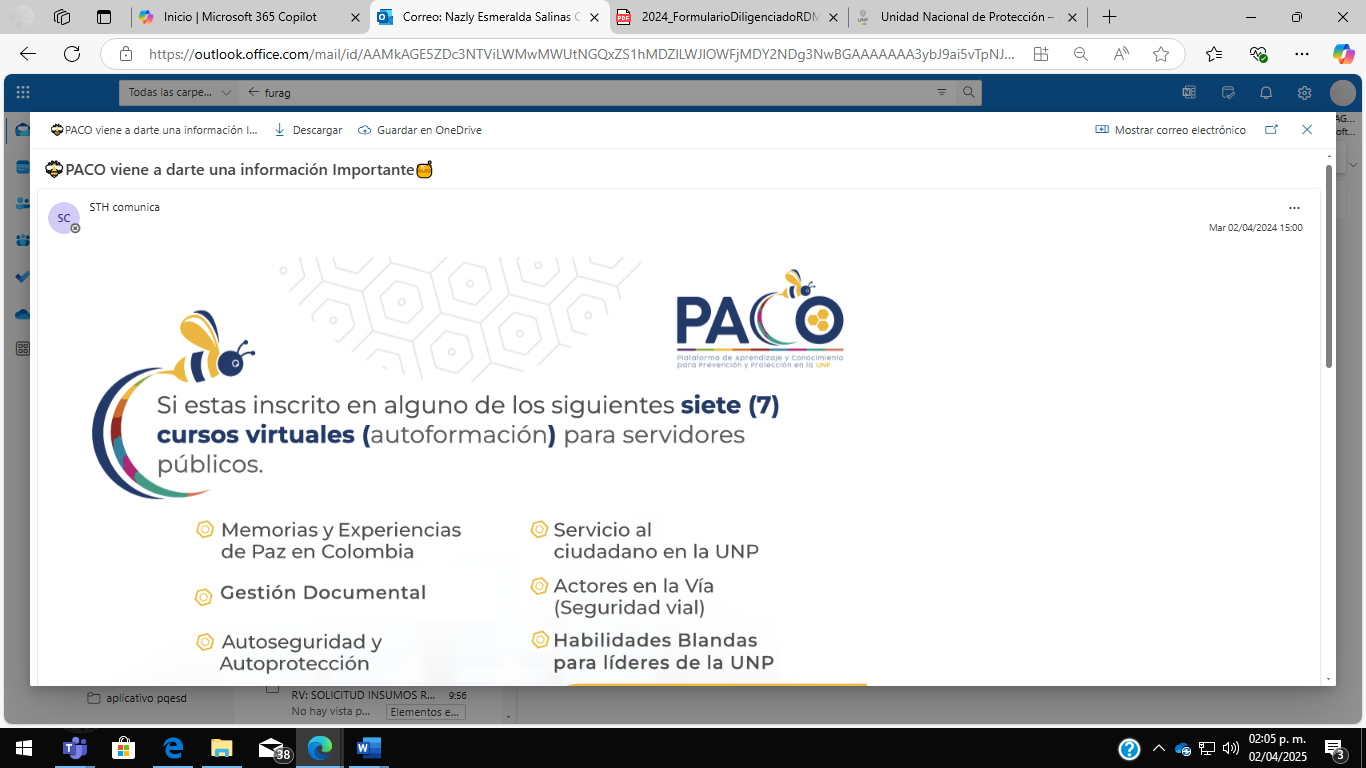 Inicio | Microsoft 365 Copilot
Correo: Nazly Esmeralda Salinas C
2024_FormularioDiligenciadoRDM
Unidad Nacional de Protección –
https://outlook.office.com/mail/id/AAMkAGE5ZDc3NTViLWMwMWUtNGQxZS1hMDZlLWJlOWFjMDY2NDg3NwBGAAAAAAA3ybJ9ai5vTpNJ...
Todas las carpe...
furag
PACO viene a darte una información I...
Descargar
Guardar en OneDrive
Mostrar correo electrónico
PACO viene a darte una información Importante
SC
STH comunica
Mar 02/04/2024 15:00
PACO
Plataforma de Aprendizaje y Conocimiento
para Prevención y Protección en la UNP
Si estas inscrito en alguno de los siguientes siete (7)
cursos virtuales (autoformación) para servidores
públicos.
Memorias y Experiencias
de Paz en Colombia
Gestión Documental
Autoseguridad y
Autoprotección
Servicio al
ciudadano en la UNP
Actores en la Vía
(Seguridad vial)
Habilidades Blandas
para líderes de la UNP
aplicativo pqesd
RV: SOLICITUD INSUMOS R...
9:56
No hay vista p...
Elementos e...
38
02:05 p. m.
02/04/2025
3